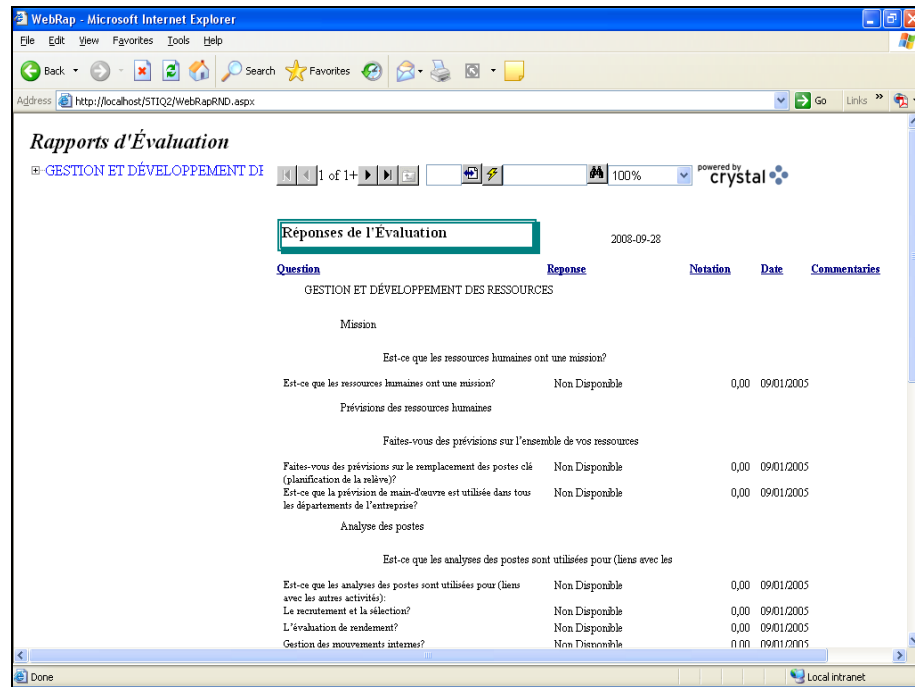 WebRap - Microsoft Internet Explorer
File Edit View Favorites Tools Help
Back Search Favorites
Address http://localhost/STIQ2/WebRapRND.aspx Go Links »
Rapports d'Évaluation
GESTION ET DÉVELOPPEMENT DE
1 of 1+ 100% powered by crystal
Réponses de l'Évaluation 2008-09-28
Question Reponse Notation Date Commentaries
GESTION ET DÉVELOPPEMENT DES RESSOURCES
Mission
Est-ce que les ressources humaines ont une mission?
Est-ce que les ressources humaines ont une mission? Non Disponible 0,00 09/01/2005
Prévisions des ressources humaines
Faites-vous des prévisions sur l'ensemble de vos ressources
Faites-vous des prévisions sur le remplacement des postes clé Non Disponible 0,00 09/01/2005
(planification de la relève)?
Est-ce que la prévision de main-d'œuvre est utilisée dans tous Non Disponible 0,00 09/01/2005
les départements de l'entreprise?
Analyse des postes
Est-ce que les analyses des postes sont utilisées pour (liens avec les
Est-ce que les analyses des postes sont utilisées pour (liens Non Disponible 0,00 09/01/2005
avec les autres activités):
Le recrutement et la sélection? Non Disponible 0,00 09/01/2005
L'évaluation de rendement? Non Disponible 0,00 09/01/2005
Gestion des mouvements internes? Non Disponible 0,00 09/01/2005
Done Local intranet